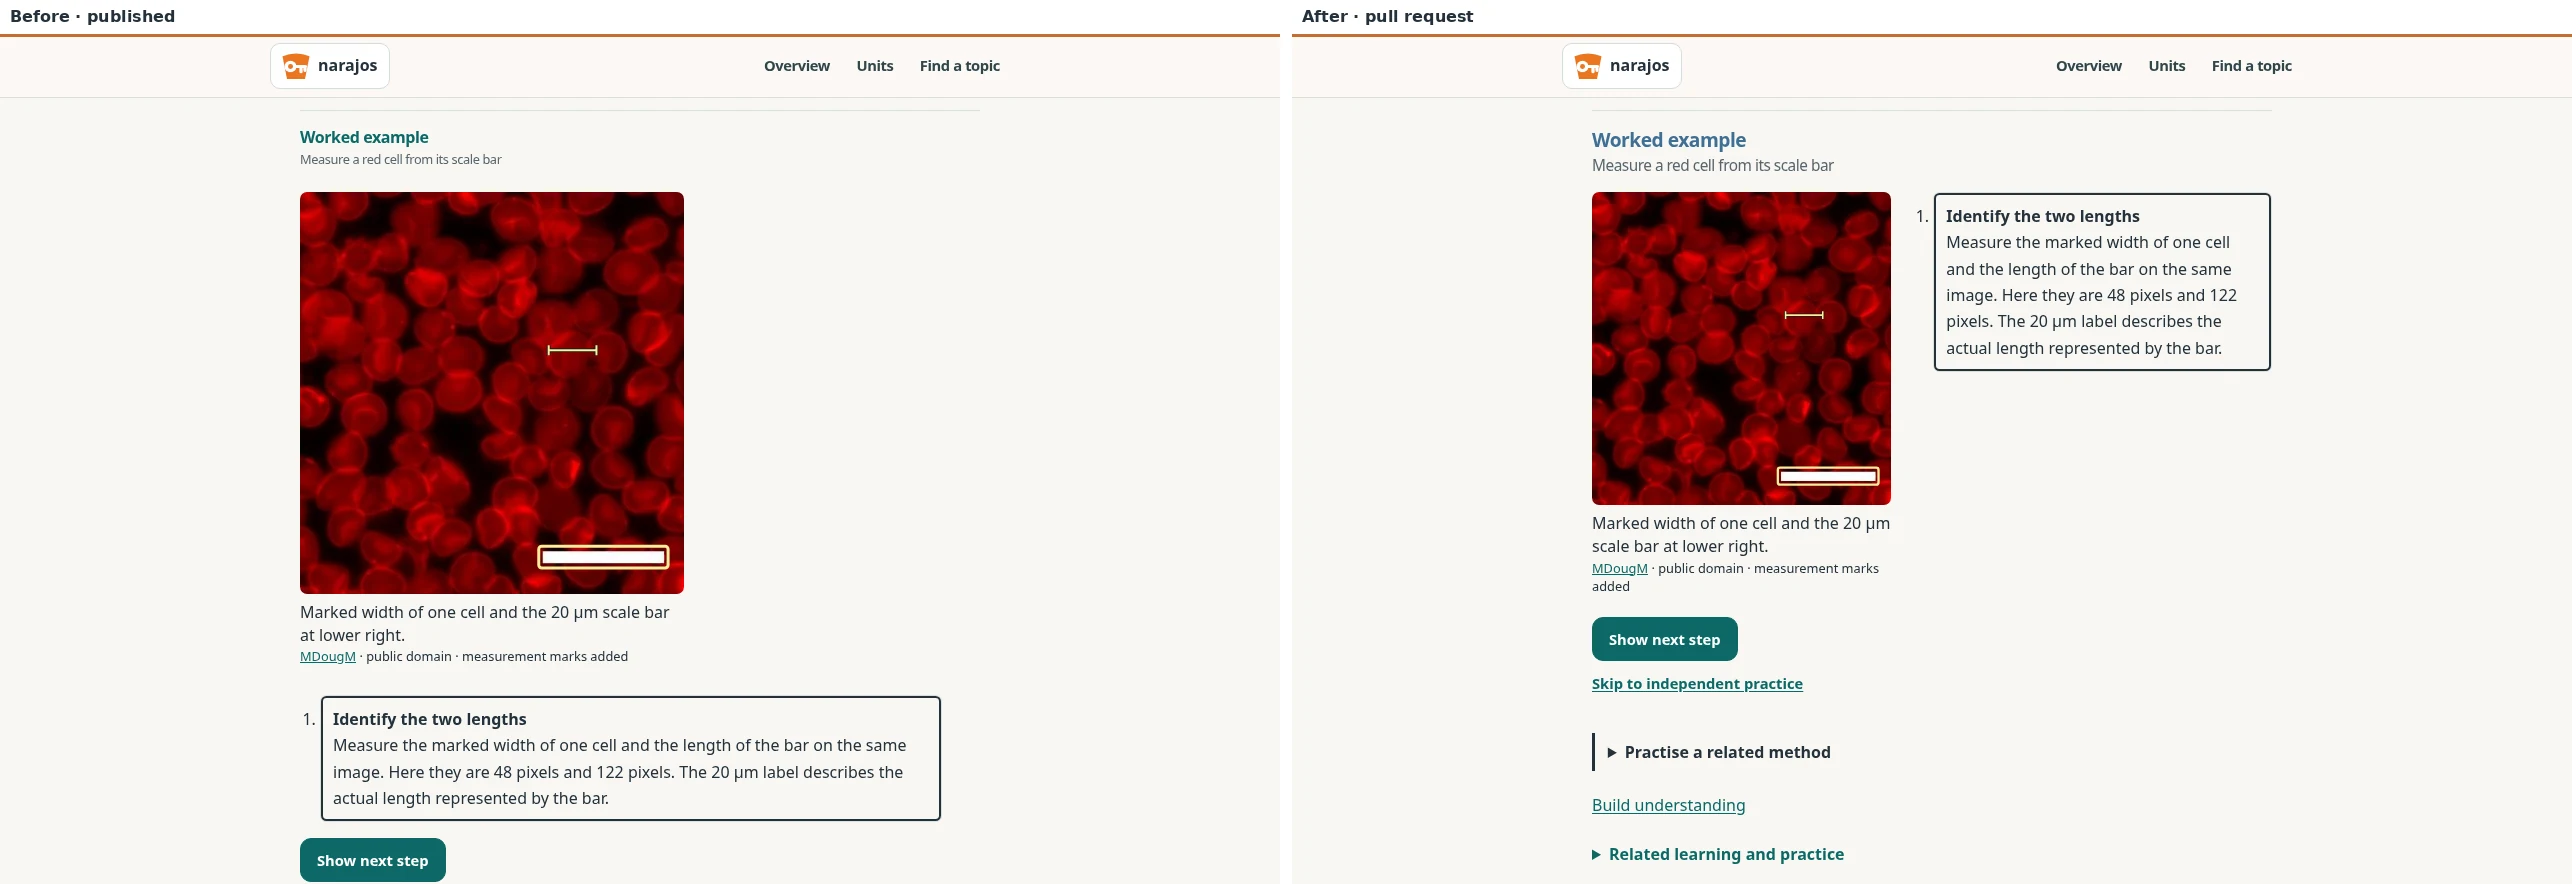 Before · published
narajos
Overview Units Find a topic
Worked example
Measure a red cell from its scale bar
Marked width of one cell and the 20 µm scale bar
at lower right.
MDougM · public domain · measurement marks added
1. Identify the two lengths
Measure the marked width of one cell and the length of the bar on the same
image. Here they are 48 pixels and 122 pixels. The 20 µm label describes the
actual length represented by the bar.
Show next step
After · pull request
narajos
Overview Units Find a topic
Worked example
Measure a red cell from its scale bar
Marked width of one cell and the 20 µm
scale bar at lower right.
MDougM · public domain · measurement marks
added
1. Identify the two lengths
Measure the marked width of one cell
and the length of the bar on the same
image. Here they are 48 pixels and 122
pixels. The 20 µm label describes the
actual length represented by the bar.
Show next step
Skip to independent practice
Practise a related method
Build understanding
Related learning and practice